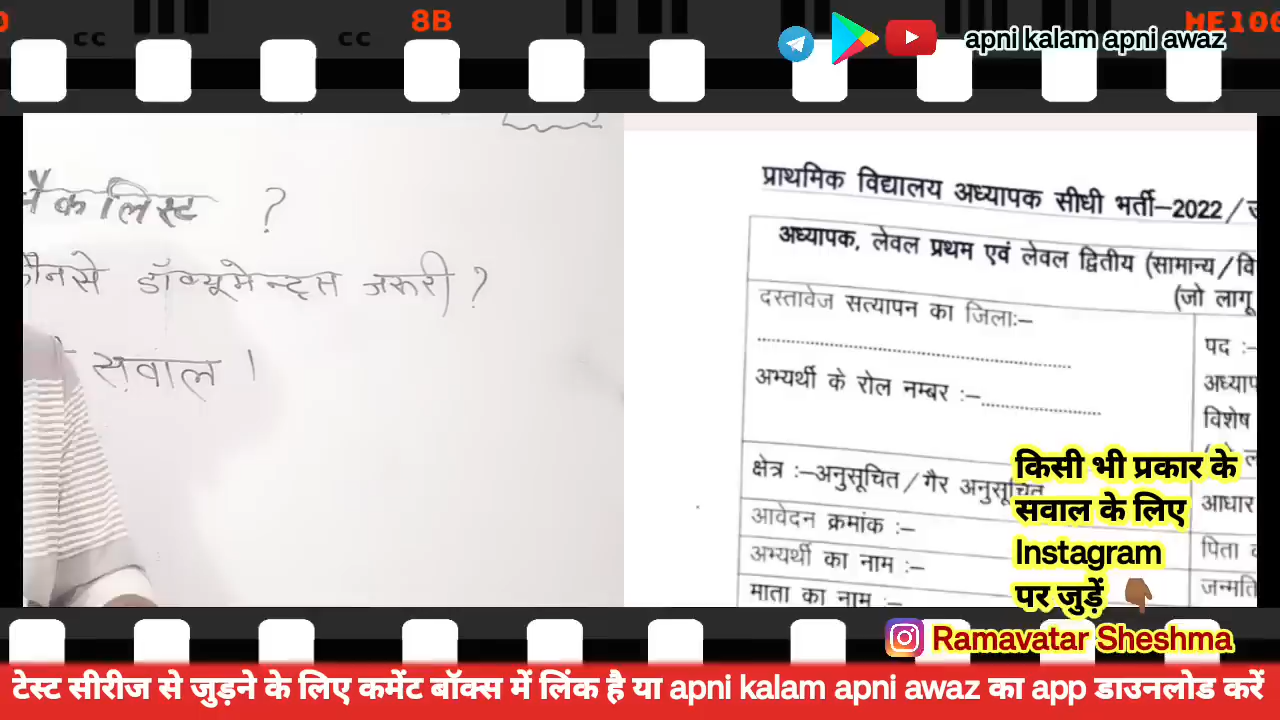 8B
CC
CC
apni kalam apni awaz
चैकलिस्ट ?
कौनसे डॉक्यूमेन्ट्स जरूरी ?
सवाल ।
प्राथमिक विद्यालय अध्यापक सीधी भर्ती–2022 /
अध्यापक, लेवल प्रथम एवं लेवल द्वितीय (सामान्य / वि
(जो लागू
दस्तावेज सत्यापन का जिलाः–
पद :–
अभ्यर्थी के रोल नम्बर :–
अध्याप
विशेष
क्षेत्र :–अनुसूचित / गैर अनुसूचित
आधार
आवेदन क्रमांक :–
अभ्यर्थी का नाम :–
पिता
माता का नाम :–
जन्मति
किसी भी प्रकार के
सवाल के लिए
Instagram
पर जुड़ें
Ramavatar Sheshma
टेस्ट सीरीज से जुड़ने के लिए कमेंट बॉक्स में लिंक है या apni kalam apni awaz का app डाउनलोड करें